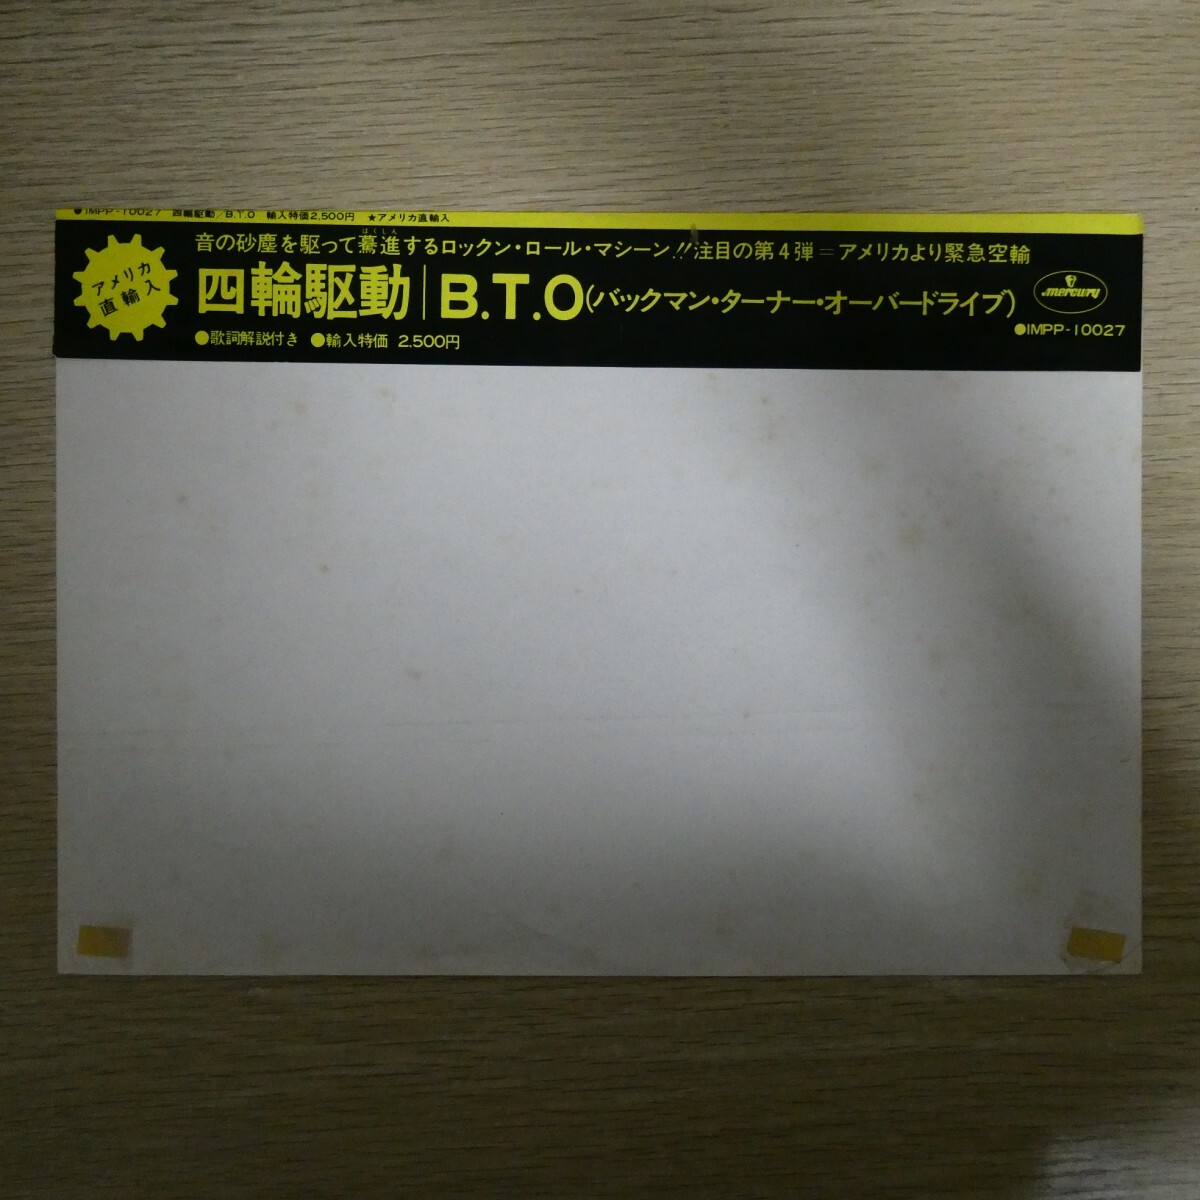 ●IMPP-10027 四輪駆動/B.T.O 輸入特価2,500円 ★アメリカ直輸入
はくしん
音の砂塵を駆って驀進するロックン・ロール・マシーン!!注目の第4弾=アメリカより緊急空輸
アメリカ
直輸入
四輪駆動|B.T.O(バックマン・ターナー・オーバードライブ)
mercury
●歌詞解説付き ●輸入特価 2,500円
●IMPP-10027